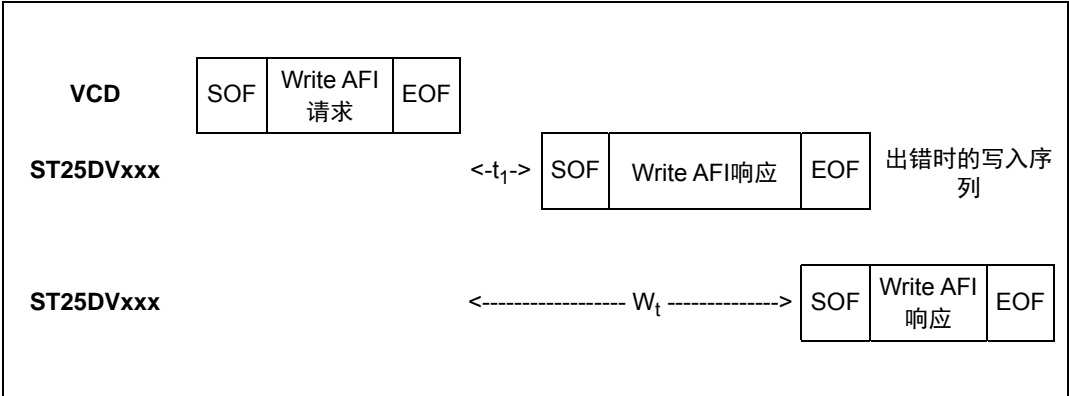 VCD SOF Write AFI 请求 EOF
ST25DVxxx <-t₁-> SOF Write AFI响应 EOF 出错时的写入序
列
ST25DVxxx <------------------ Wₜ --------------> SOF Write AFI 响应 EOF